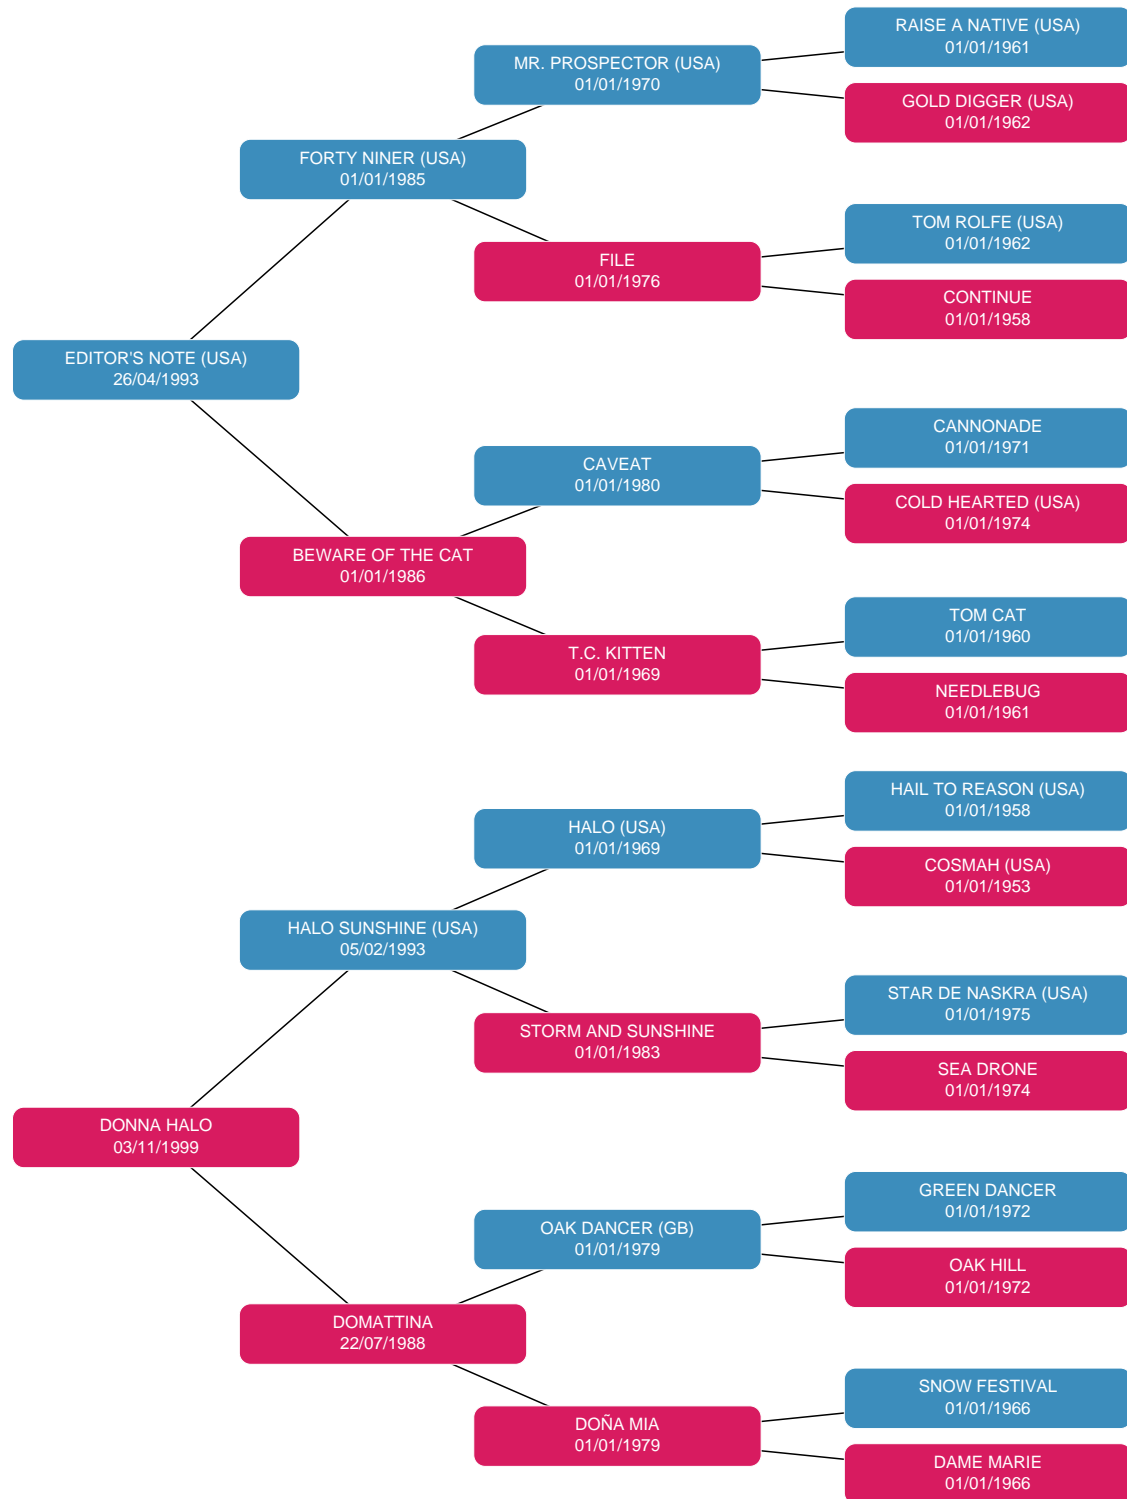 RAISE A NATIVE (USA)
01/01/1961
MR. PROSPECTOR (USA)
01/01/1970
GOLD DIGGER (USA)
01/01/1962
FORTY NINER (USA)
01/01/1985
TOM ROLFE (USA)
01/01/1962
FILE
01/01/1976
CONTINUE
01/01/1958
EDITOR'S NOTE (USA)
26/04/1993
CANNONADE
01/01/1971
CAVEAT
01/01/1980
COLD HEARTED (USA)
01/01/1974
BEWARE OF THE CAT
01/01/1986
TOM CAT
01/01/1960
T.C. KITTEN
01/01/1969
NEEDLEBUG
01/01/1961
HAIL TO REASON (USA)
01/01/1958
HALO (USA)
01/01/1969
COSMAH (USA)
01/01/1953
HALO SUNSHINE (USA)
05/02/1993
STAR DE NASKRA (USA)
01/01/1975
STORM AND SUNSHINE
01/01/1983
SEA DRONE
01/01/1974
DONNA HALO
03/11/1999
GREEN DANCER
01/01/1972
OAK DANCER (GB)
01/01/1979
OAK HILL
01/01/1972
DOMATTINA
22/07/1988
SNOW FESTIVAL
01/01/1966
DOÑA MIA
01/01/1979
DAME MARIE
01/01/1966